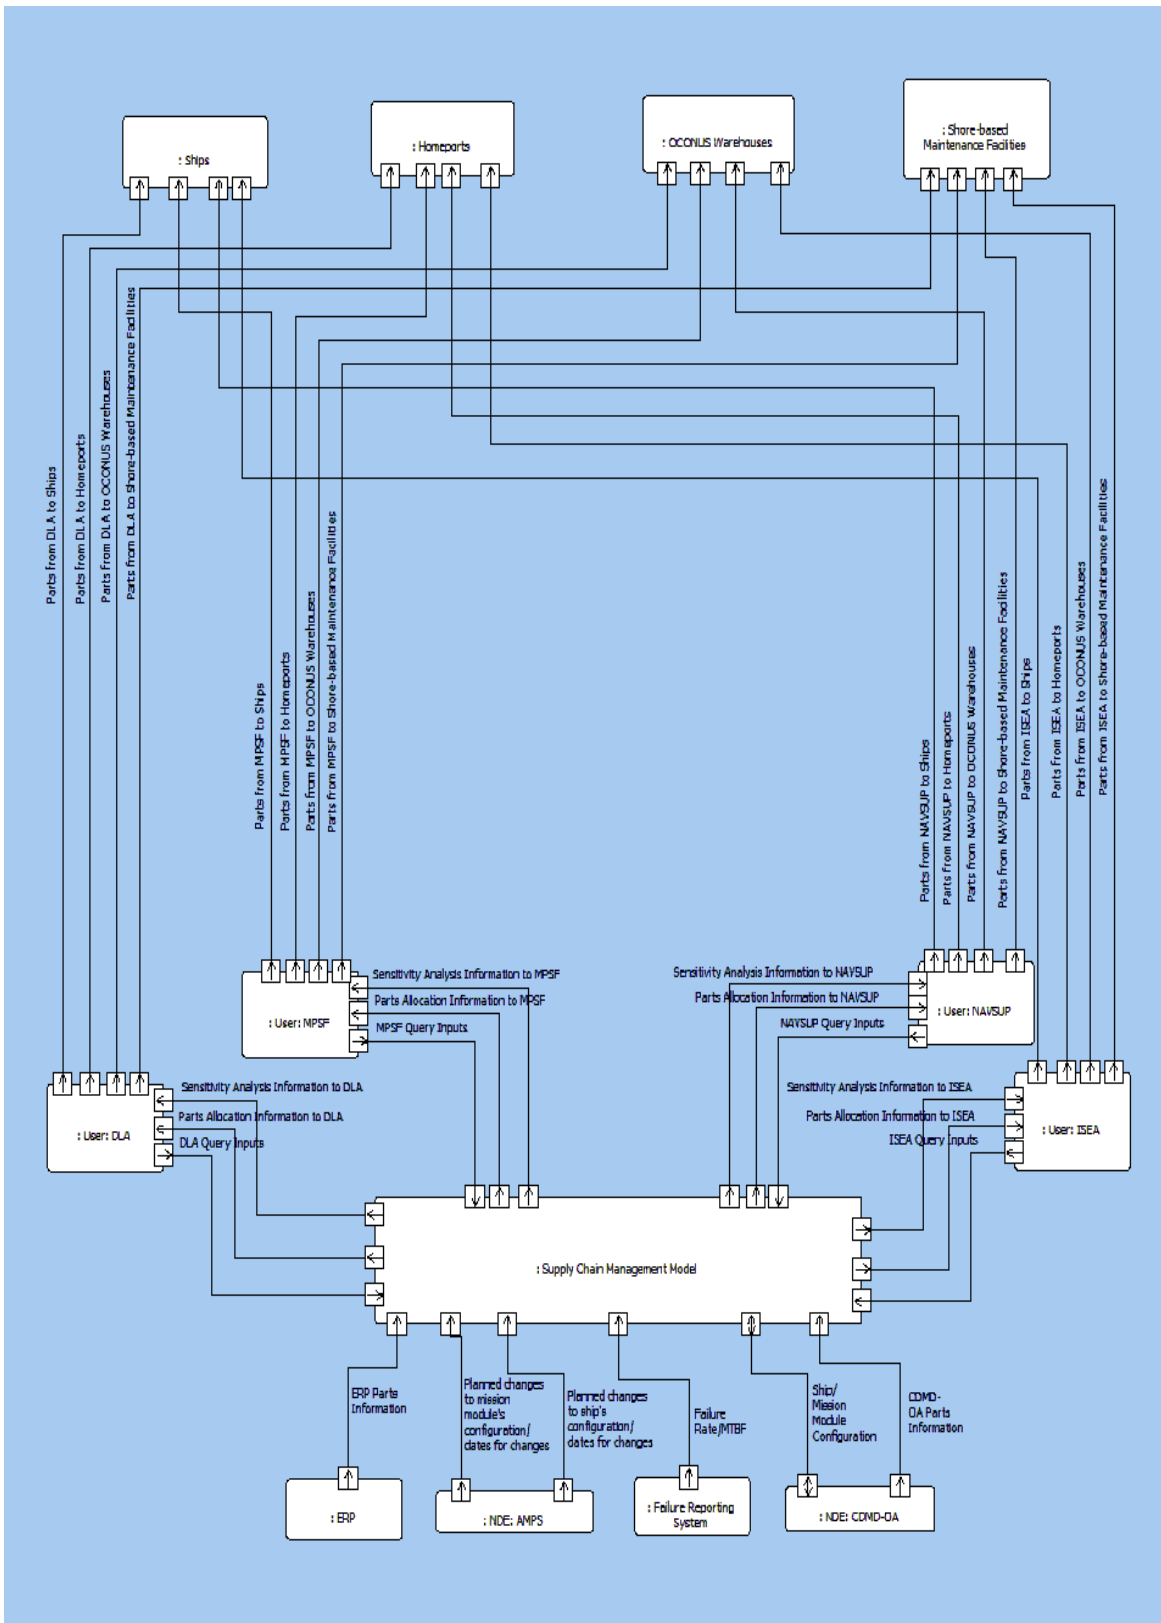 : Ships
: Homeports
: OCONUS Warehouses
: Shore-based
Maintenance Facilities
Parts from DLA to Ships
Parts from DLA to Homeports
Parts from DLA to OCONUS Warehouses
Parts from DLA to Shore-based Maintenance Facilities
Parts from MPSF to Ships
Parts from MPSF to Homeports
Parts from MPSF to OCONUS Warehouses
Parts from MPSF to Shore-based Maintenance Facilities
Parts from NAVSUP to Ships
Parts from NAVSUP to Homeports
Parts from NAVSUP to OCONUS Warehouses
Parts from NAVSUP to Shore-based Maintenance Facilities
Parts from ISEA to Ships
Parts from ISEA to Homeports
Parts from ISEA to OCONUS Warehouses
Parts from ISEA to Shore-based Maintenance Facilities
Sensitivity Analysis Information to MPSF
Parts Allocation Information to MPSF
MPSF Query Inputs
: User: MPSF
Sensitivity Analysis Information to NAVSUP
Parts Allocation Information to NAVSUP
NAVSUP Query Inputs
: User: NAVSUP
Sensitivity Analysis Information to DLA
Parts Allocation Information to DLA
DLA Query Inputs
: User: DLA
Sensitivity Analysis Information to ISEA
Parts Allocation Information to ISEA
ISEA Query Inputs
: User: ISEA
: Supply Chain Management Model
ERP Parts
Information
Planned changes
to mission
module's
configuration/
dates for changes
Planned changes
to ship's
configuration/
dates for changes
Failure
Rate/MTBF
Ship/
Mission
Module
Configuration
CDMD-
OA Parts
Information
: ERP
: NDE: AMPS
: Failure Reporting
System
: NDE: CDMD-OA